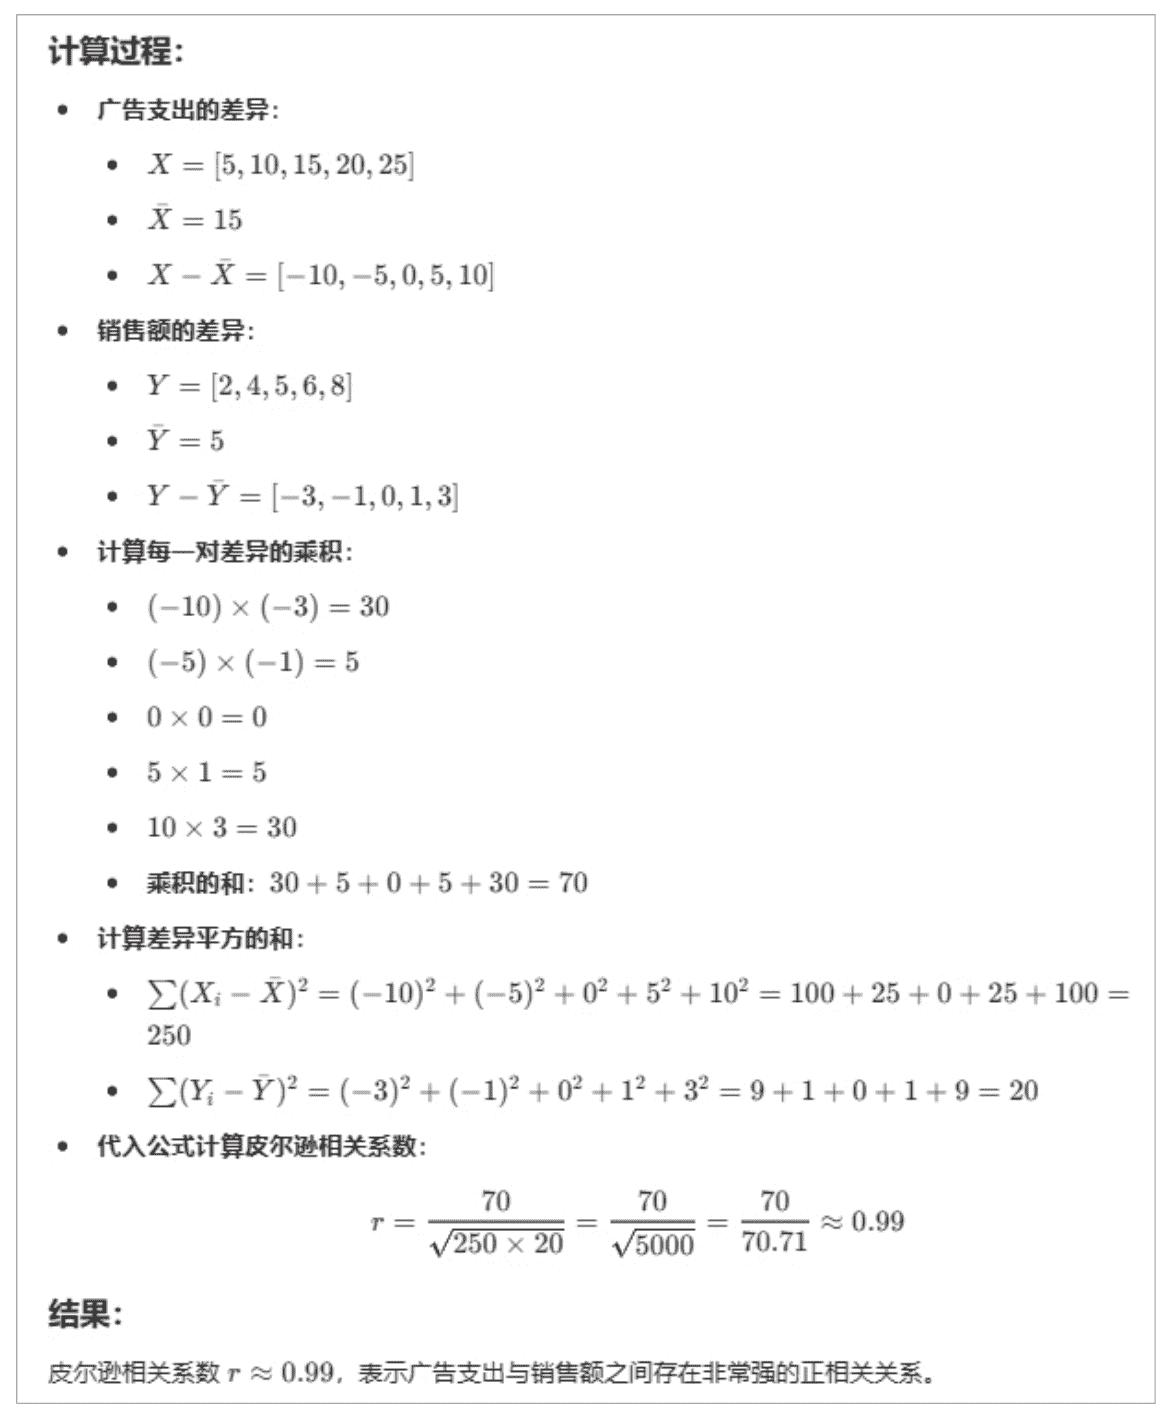 计算过程：
• 广告支出的差异：
• X = [5, 10, 15, 20, 25]
• X̄ = 15
• X − X̄ = [−10, −5, 0, 5, 10]
• 销售额的差异：
• Y = [2, 4, 5, 6, 8]
• Ȳ = 5
• Y − Ȳ = [−3, −1, 0, 1, 3]
• 计算每一对差异的乘积：
• (−10) × (−3) = 30
• (−5) × (−1) = 5
• 0 × 0 = 0
• 5 × 1 = 5
• 10 × 3 = 30
• 乘积的和：30 + 5 + 0 + 5 + 30 = 70
• 计算差异平方的和：
• ∑(Xᵢ − X̄)² = (−10)² + (−5)² + 0² + 5² + 10² = 100 + 25 + 0 + 25 + 100 =
250
• ∑(Yᵢ − Ȳ)² = (−3)² + (−1)² + 0² + 1² + 3² = 9 + 1 + 0 + 1 + 9 = 20
• 代入公式计算皮尔逊相关系数：
r = 70/√(250 × 20) = 70/√5000 = 70/70.71 ≈ 0.99
结果：
皮尔逊相关系数 r ≈ 0.99，表示广告支出与销售额之间存在非常强的正相关关系。